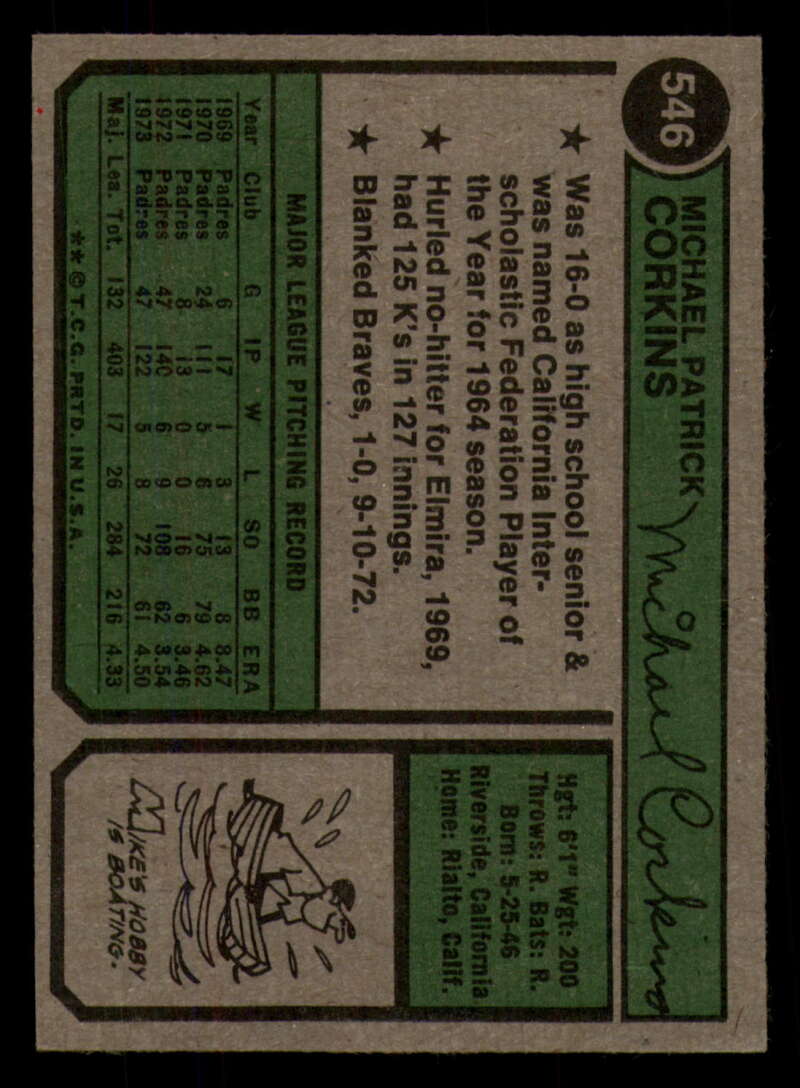 546
MICHAEL PATRICK
CORKINS
Michael Corkins
★ Was 16-0 as high school senior &
was named California Inter-
scholastic Federation Player of
the Year for 1964 season.
★ Hurled no-hitter for Elmira, 1969,
had 125 K's in 127 innings.
★ Blanked Braves, 1-0, 9-10-72.
MAJOR LEAGUE PITCHING RECORD
Year Club G IP W L SO BB ERA
1969 Padres 6 17 1 3 13 8 8.47
1970 Padres 24 111 5 6 75 79 4.62
1971 Padres 8 13 0 0 16 6 3.46
1972 Padres 47 140 6 9 108 62 3.54
1973 Padres 47 122 5 8 72 61 4.50
Maj. Lea. Tot. 132 403 17 26 284 216 4.33
**©T.C.G. PRTD. IN U.S.A.
Hgt: 6'1" Wgt: 200
Throws: R. Bats: R.
Born: 5-25-46
Riverside, California
Home: Rialto, Calif.
MIKE'S HOBBY
IS BOATING.